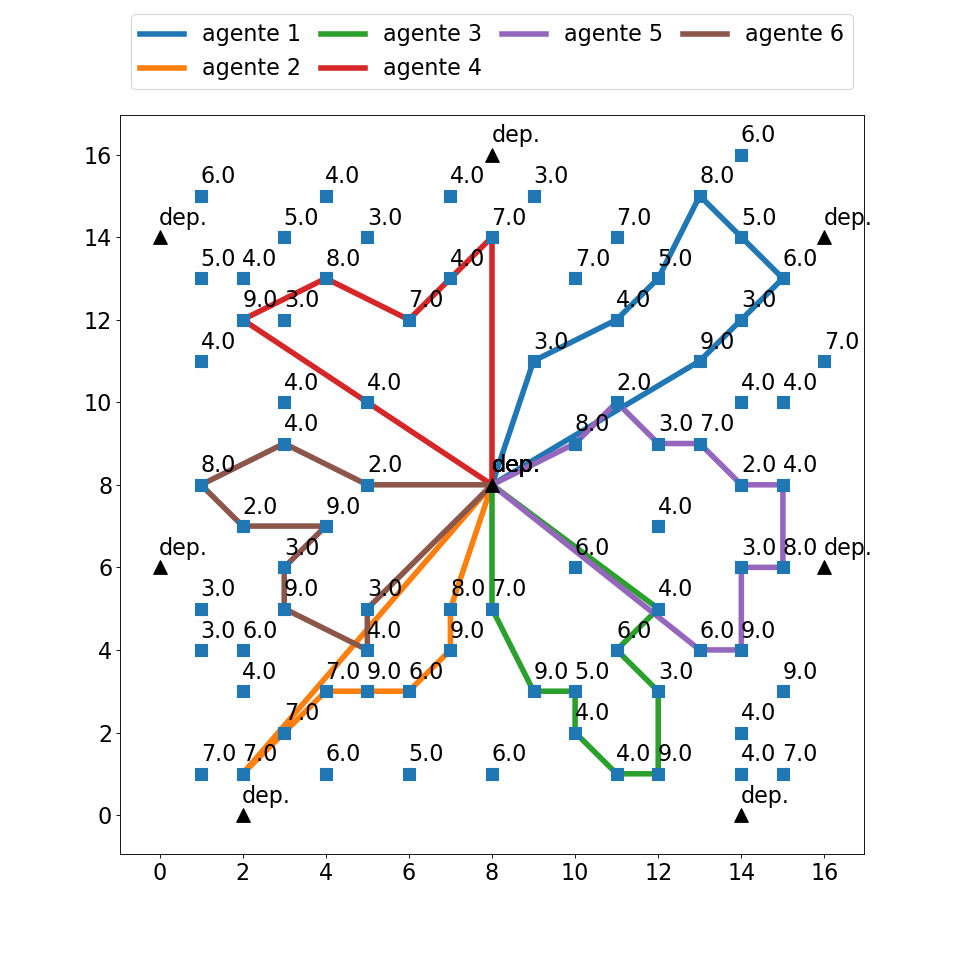 agente 1 agente 3 agente 5 agente 6
agente 2 agente 4
6.0
dep.
16
6.0 4.0 4.0 3.0 8.0
dep. 5.0 3.0 7.0 7.0 5.0 dep.
14
5.0 4.0 8.0 4.0 7.0 5.0 6.0
9.0 3.0 7.0 4.0 3.0
12
4.0 3.0 9.0 7.0
4.0 4.0 2.0 4.0 4.0
10
4.0 8.0 3.0 7.0
8.0 2.0 dep. 2.0 4.0
8
2.0 9.0 4.0
dep. 3.0 6.0 3.0 8.0 dep.
6
3.0 9.0 3.0 8.0 7.0 4.0
3.0 6.0 4.0 9.0 6.0 6.0 9.0
4
4.0 7.0 9.0 6.0 9.0 5.0 3.0 9.0
7.0 4.0 4.0
2
7.0 7.0 6.0 5.0 6.0 4.0 9.0 4.0 7.0
dep. dep.
0
0 2 4 6 8 10 12 14 16